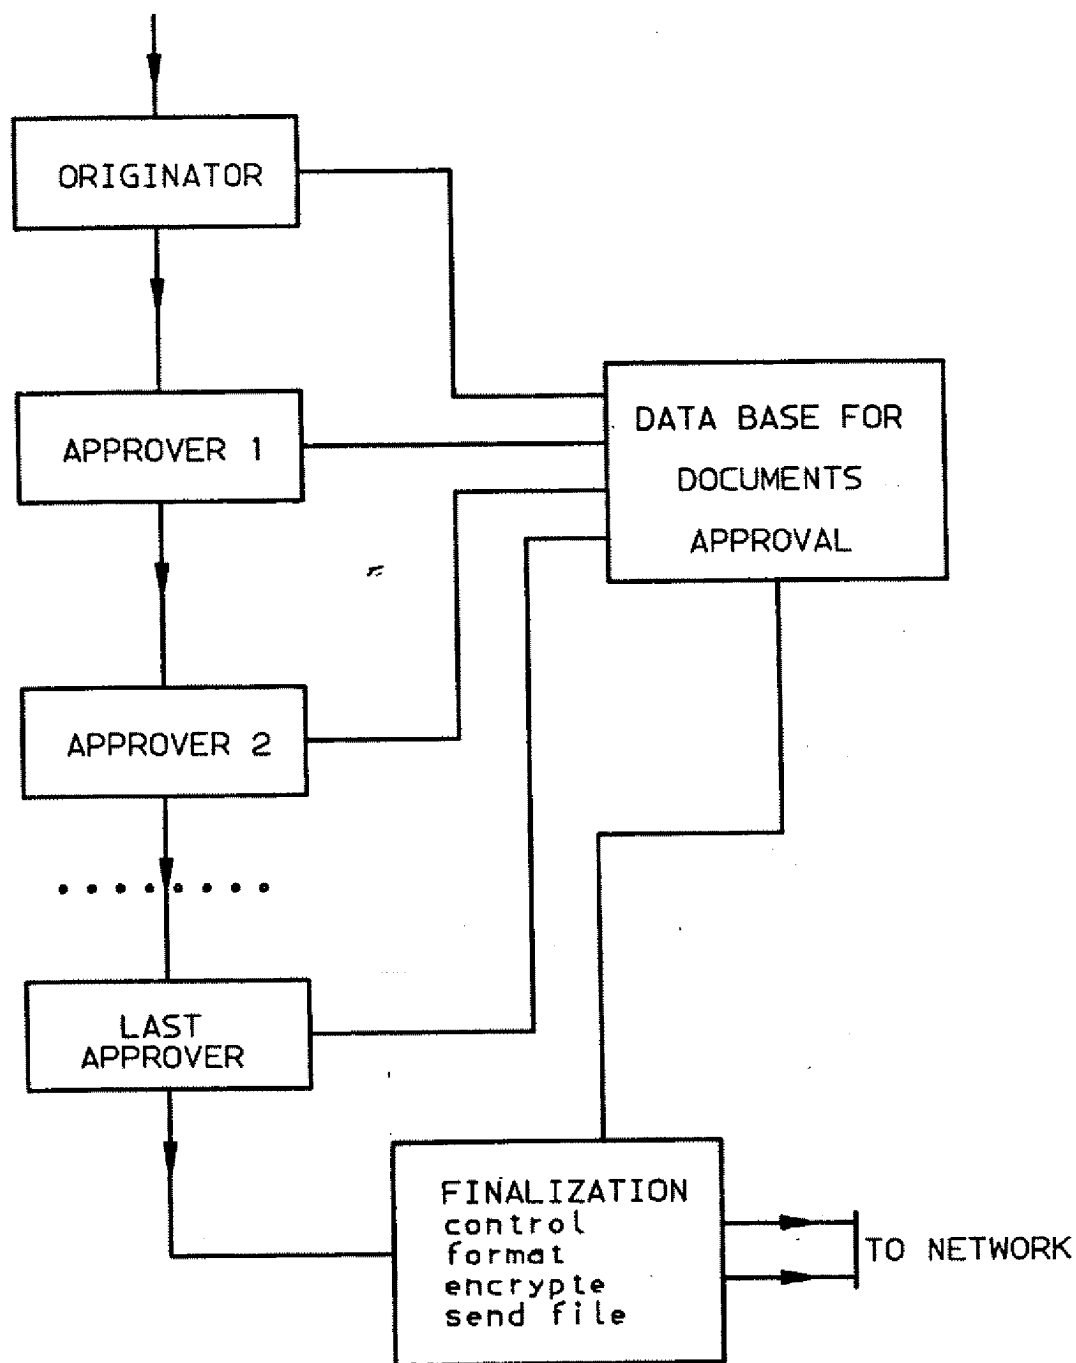 ORIGINATOR
APPROVER 1
DATA BASE FOR
DOCUMENTS
APPROVAL
APPROVER 2
LAST
APPROVER
FINALIZATION
control
format
encrypte
send file
TO NETWORK